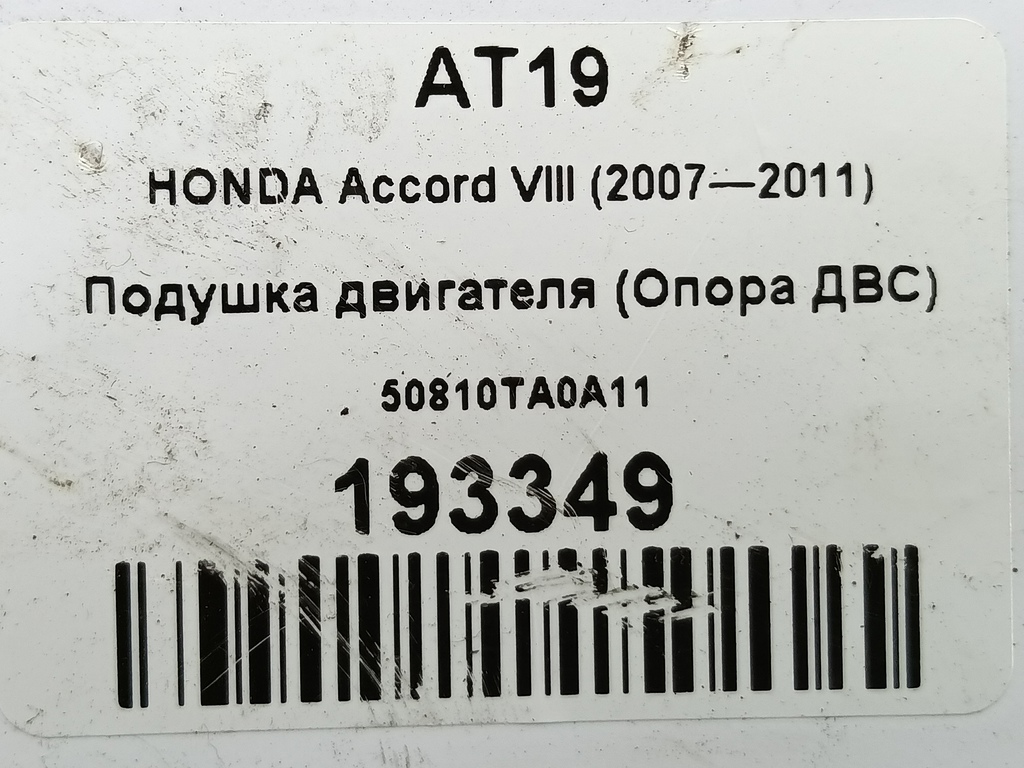 AT19
HONDA Accord VIII (2007—2011)
Подушка двигателя (Опора ДВС)
50810TA0A11
193349